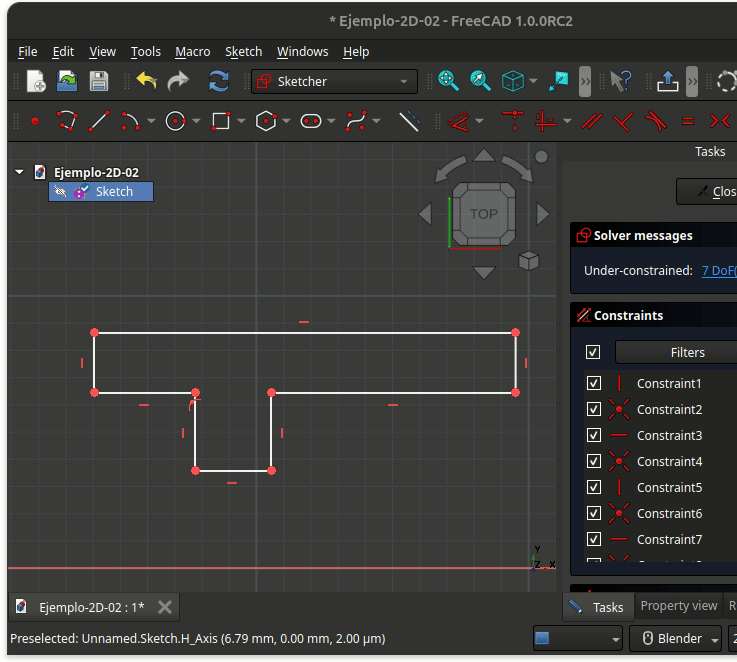 * Ejemplo-2D-02 - FreeCAD 1.0.0RC2
File Edit View Tools Macro Sketch Windows Help
Sketcher
Tasks
Ejemplo-2D-02
Sketch
TOP
Clos
Solver messages
Under-constrained: 7 DoF(
Constraints
Filters
Constraint1
Constraint2
Constraint3
Constraint4
Constraint5
Constraint6
Constraint7
Y
Z X
Ejemplo-2D-02 : 1*
Tasks Property view R
Preselected: Unnamed.Sketch.H_Axis (6.79 mm, 0.00 mm, 2.00 μm)
Blender
2